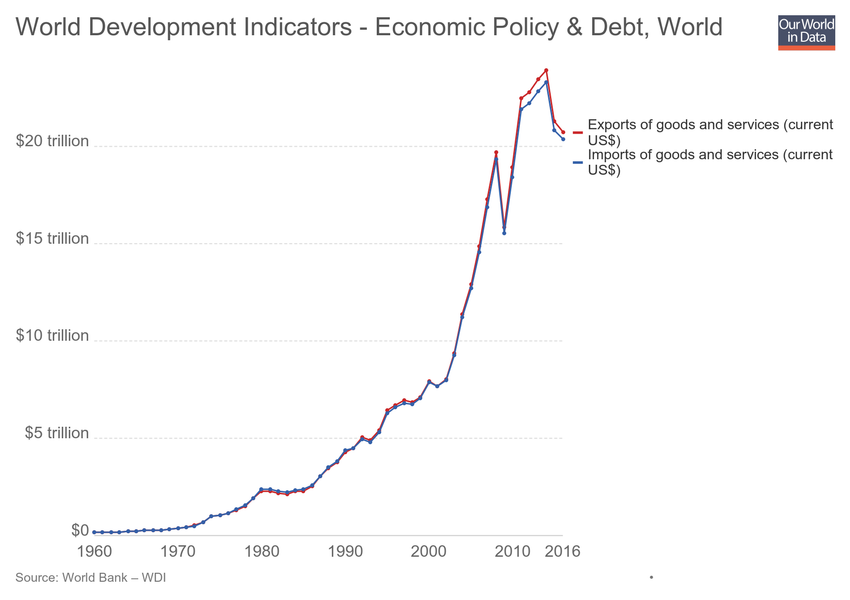 World Development Indicators - Economic Policy & Debt, World
Our World
in Data
$20 trillion
$15 trillion
$10 trillion
$5 trillion
$0
Exports of goods and services (current
US$)
Imports of goods and services (current
US$)
1960 1970 1980 1990 2000 2010 2016
Source: World Bank – WDI